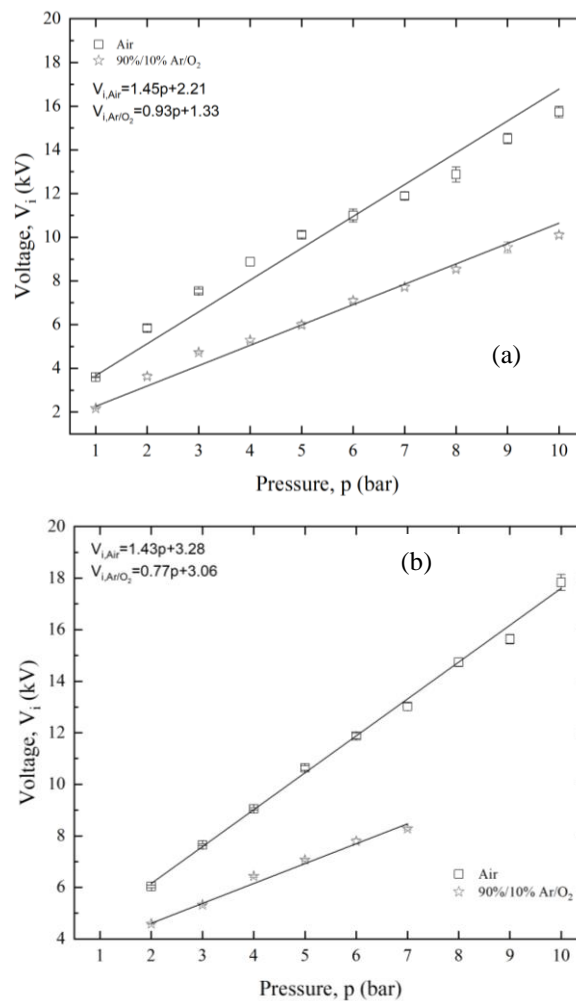 20
18
16
14
12
10
8
6
4
2
Voltage, Vᵢ (kV)
Air
90%/10% Ar/O₂
V_{i,Air}=1.45p+2.21
V_{i,Ar/O₂}=0.93p+1.33
(a)
1 2 3 4 5 6 7 8 9 10
Pressure, p (bar)
20
18
16
14
12
10
8
6
4
Voltage, Vᵢ (kV)
V_{i,Air}=1.43p+3.28
V_{i,Ar/O₂}=0.77p+3.06
(b)
Air
90%/10% Ar/O₂
1 2 3 4 5 6 7 8 9 10
Pressure, p (bar)